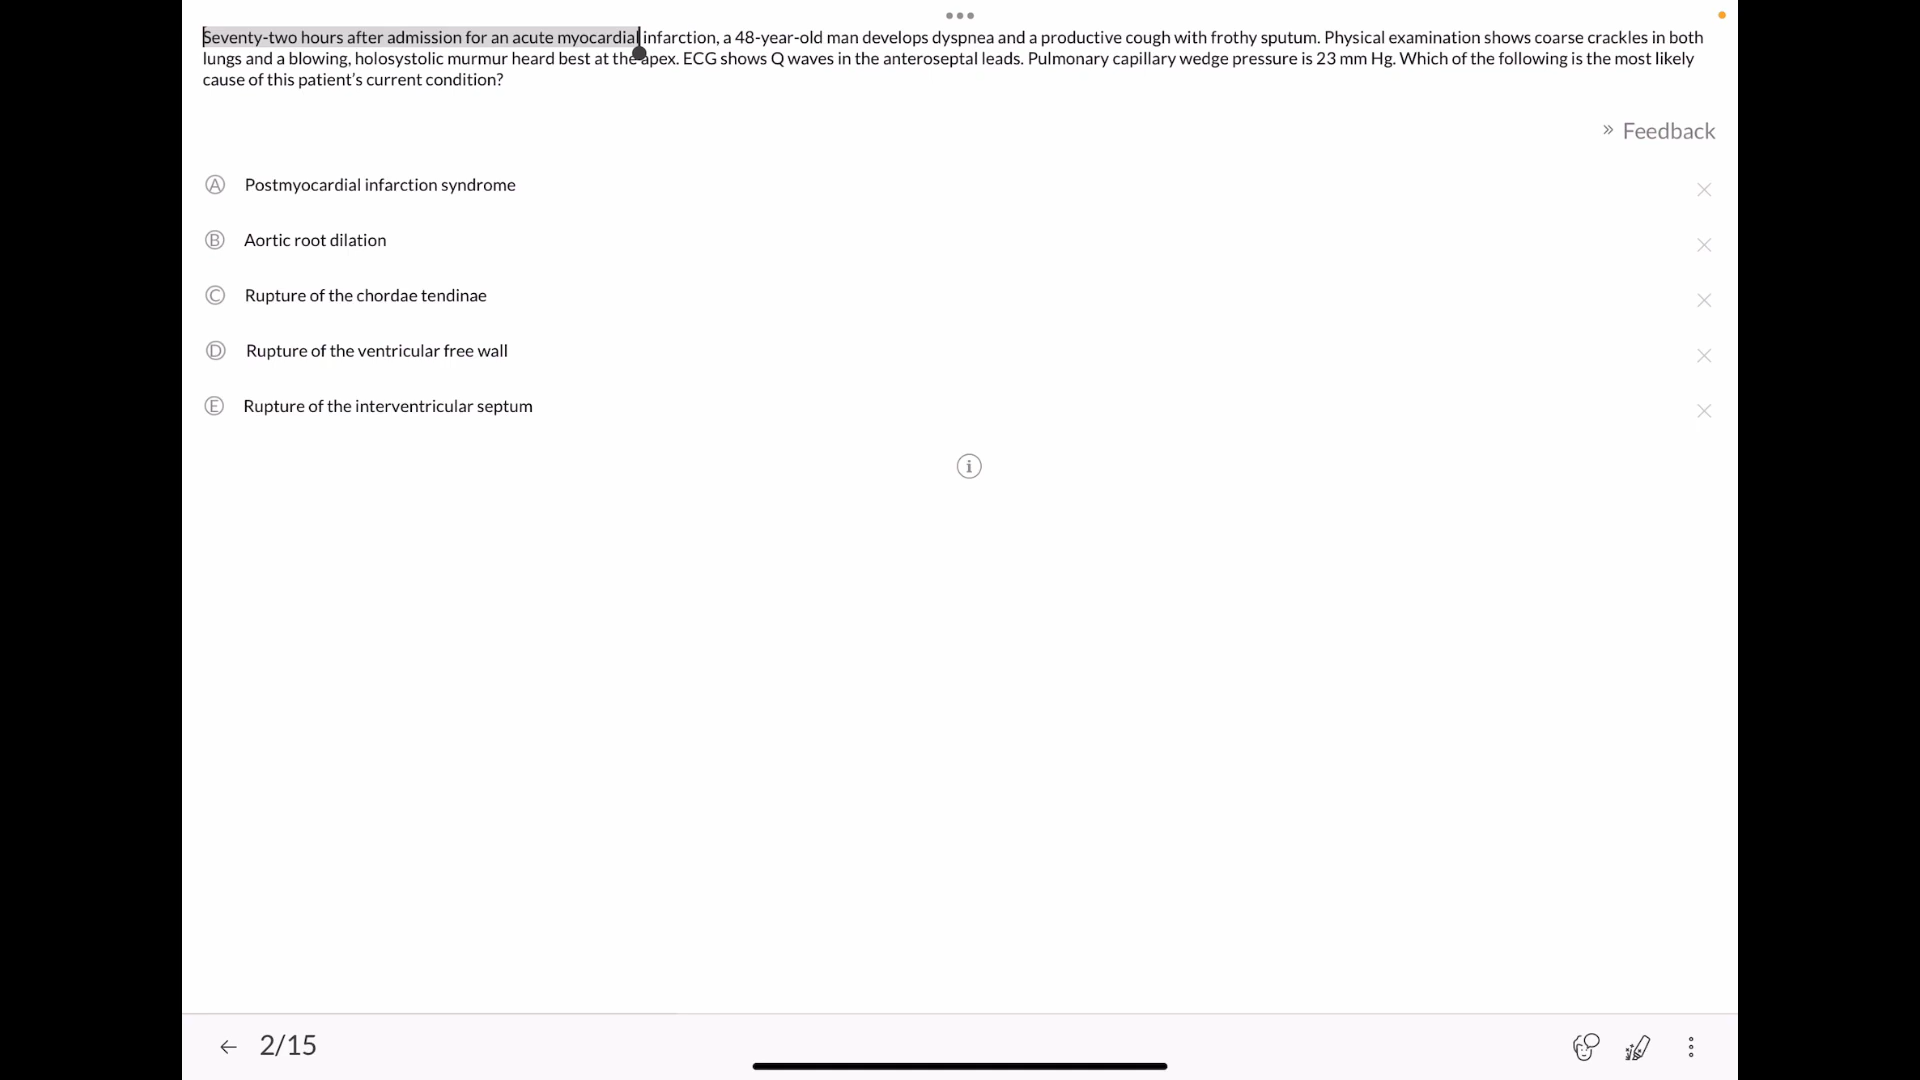 Seventy-two hours after admission for an acute myocardial infarction, a 48-year-old man develops dyspnea and a productive cough with frothy sputum. Physical examination shows coarse crackles in both
lungs and a blowing, holosystolic murmur heard best at the apex. ECG shows Q waves in the anteroseptal leads. Pulmonary capillary wedge pressure is 23 mm Hg. Which of the following is the most likely
cause of this patient’s current condition?
» Feedback
A Postmyocardial infarction syndrome
B Aortic root dilation
C Rupture of the chordae tendinae
D Rupture of the ventricular free wall
E Rupture of the interventricular septum
2/15